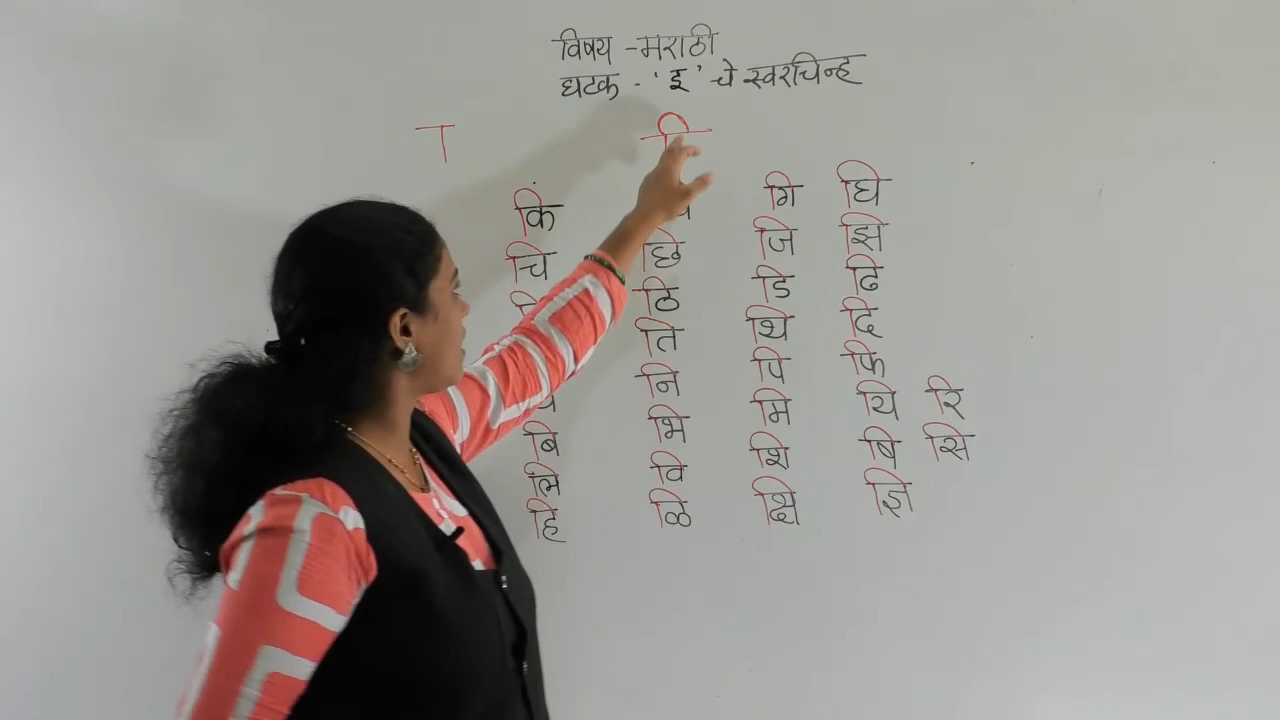 विषय - मराठी
घटक - 'इ' चे स्वरचिन्ह
ा ि
किं गि घि
चि छि जि झि
ठि डि ढि
ति थि दि
नि पि फि
बि भि मि यि रि
लि वि शि षि सि
हि ळि क्षि ज्ञि